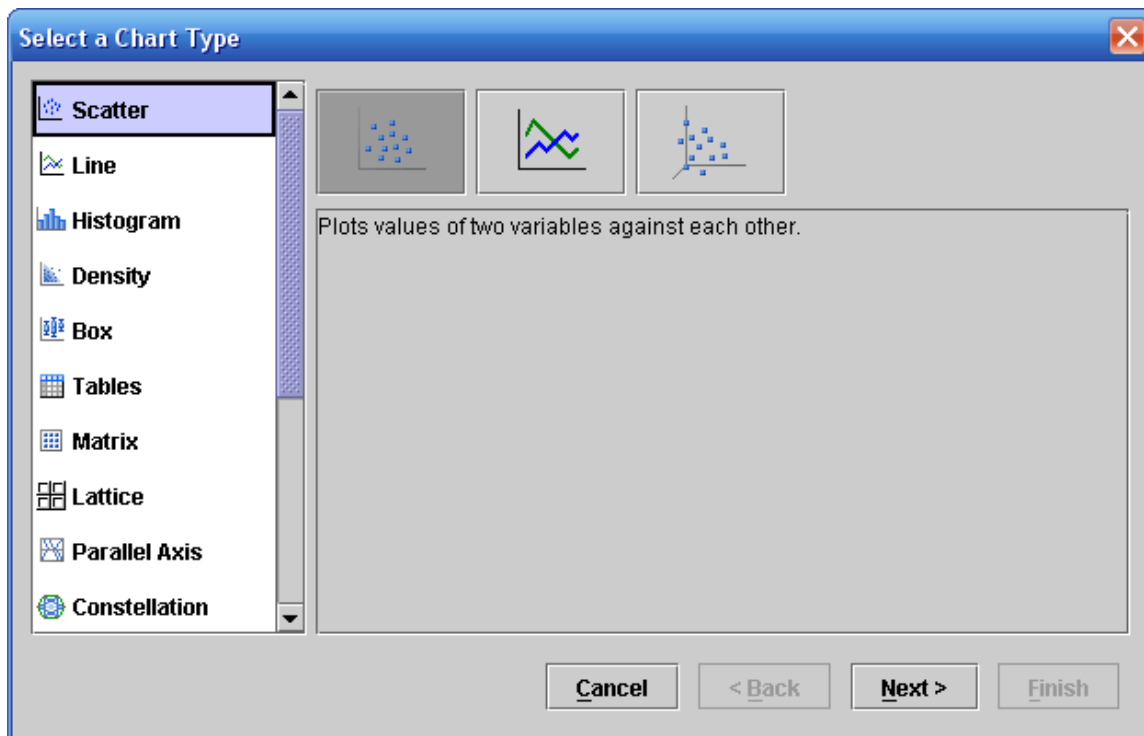 Select a Chart Type
Scatter
Line
Histogram
Density
Box
Tables
Matrix
Lattice
Parallel Axis
Constellation
Plots values of two variables against each other.
Cancel
< Back
Next >
Finish